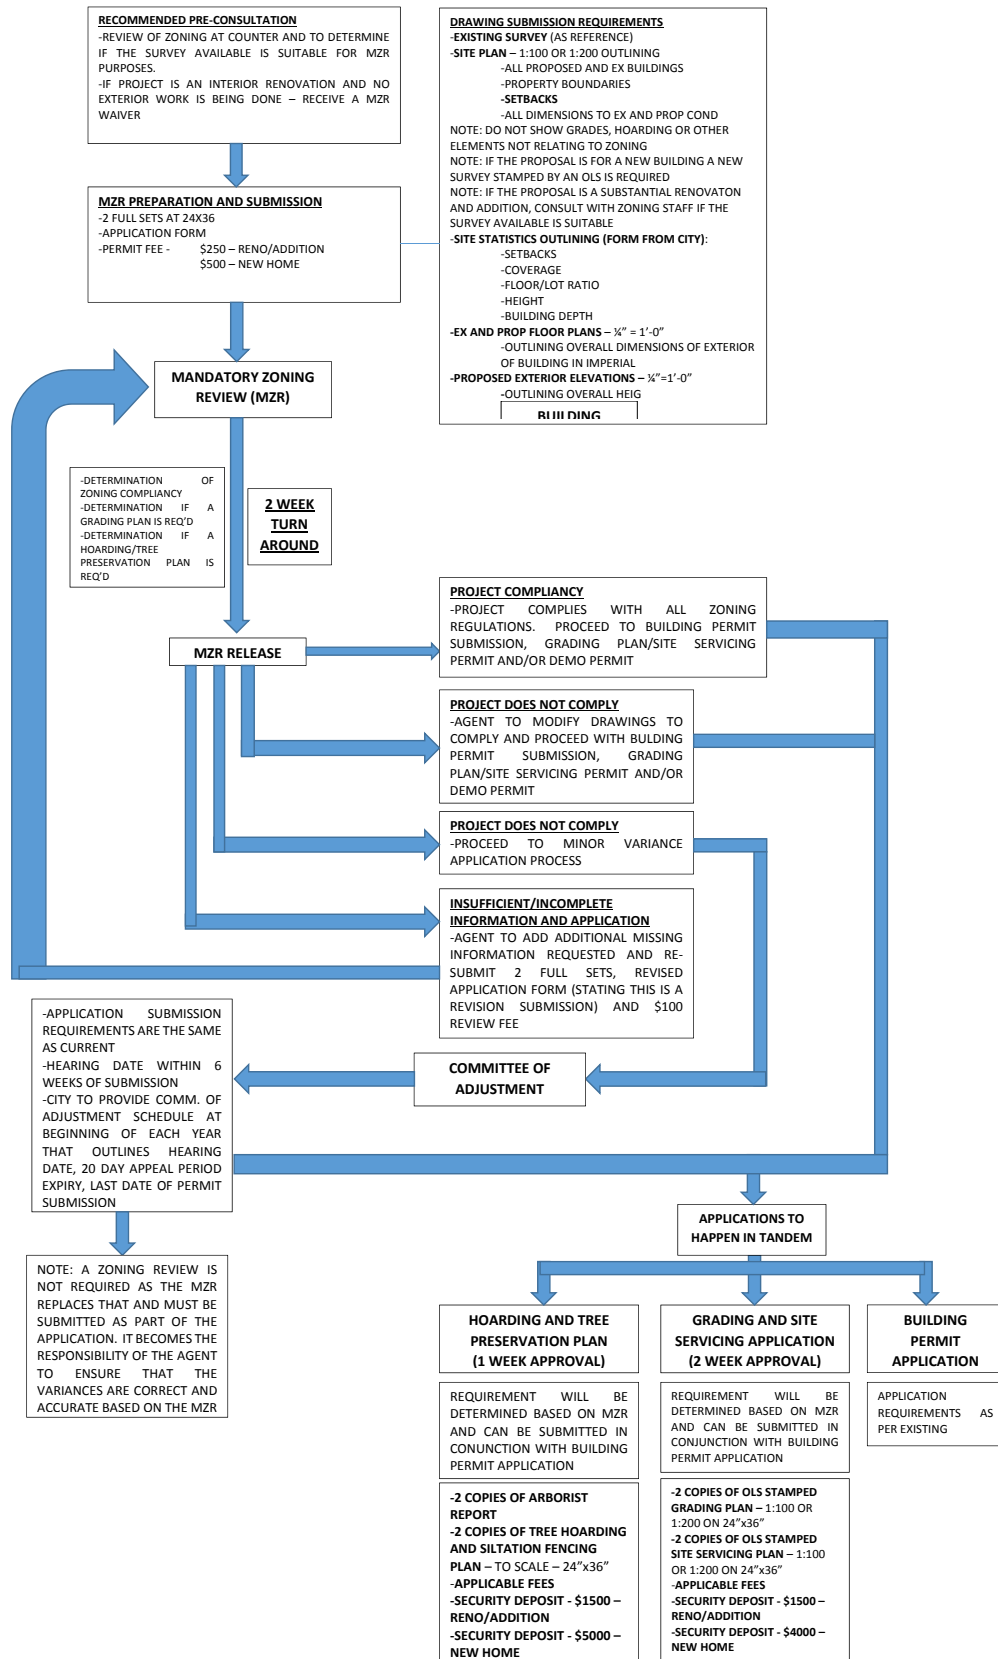 RECOMMENDED PRE-CONSULTATION
-REVIEW OF ZONING AT COUNTER AND TO DETERMINE
IF THE SURVEY AVAILABLE IS SUITABLE FOR MZR
PURPOSES.
-IF PROJECT IS AN INTERIOR RENOVATION AND NO
EXTERIOR WORK IS BEING DONE – RECEIVE A MZR
WAIVER
DRAWING SUBMISSION REQUIREMENTS
-EXISTING SURVEY (AS REFERENCE)
-SITE PLAN – 1:100 OR 1:200 OUTLINING
-ALL PROPOSED AND EX BUILDINGS
-PROPERTY BOUNDARIES
-SETBACKS
-ALL DIMENSIONS TO EX AND PROP COND
NOTE: DO NOT SHOW GRADES, HOARDING OR OTHER
ELEMENTS NOT RELATING TO ZONING
NOTE: IF THE PROPOSAL IS FOR A NEW BUILDING A NEW
SURVEY STAMPED BY AN OLS IS REQUIRED
NOTE: IF THE PROPOSAL IS A SUBSTANTIAL RENOVATON
AND ADDITION, CONSULT WITH ZONING STAFF IF THE
SURVEY AVAILABLE IS SUITABLE
-SITE STATISTICS OUTLINING (FORM FROM CITY):
-SETBACKS
-COVERAGE
-FLOOR/LOT RATIO
-HEIGHT
-BUILDING DEPTH
-EX AND PROP FLOOR PLANS – ¼" = 1'-0"
-OUTLINING OVERALL DIMENSIONS OF EXTERIOR
OF BUILDING IN IMPERIAL
-PROPOSED EXTERIOR ELEVATIONS – ¼"=1'-0"
-OUTLINING OVERALL HEIG
BUILDING
MZR PREPARATION AND SUBMISSION
-2 FULL SETS AT 24X36
-APPLICATION FORM
-PERMIT FEE - $250 – RENO/ADDITION
$500 – NEW HOME
MANDATORY ZONING
REVIEW (MZR)
-DETERMINATION OF
ZONING COMPLIANCY
-DETERMINATION IF A
GRADING PLAN IS REQ'D
-DETERMINATION IF A
HOARDING/TREE
PRESERVATION PLAN IS
REQ'D
2 WEEK
TURN
AROUND
MZR RELEASE
PROJECT COMPLIANCY
-PROJECT COMPLIES WITH ALL ZONING
REGULATIONS. PROCEED TO BUILDING PERMIT
SUBMISSION, GRADING PLAN/SITE SERVICING
PERMIT AND/OR DEMO PERMIT
PROJECT DOES NOT COMPLY
-AGENT TO MODIFY DRAWINGS TO
COMPLY AND PROCEED WITH BULDING
PERMIT SUBMISSION, GRADING
PLAN/SITE SERVICING PERMIT AND/OR
DEMO PERMIT
PROJECT DOES NOT COMPLY
-PROCEED TO MINOR VARIANCE
APPLICATION PROCESS
INSUFFICIENT/INCOMPLETE
INFORMATION AND APPLICATION
-AGENT TO ADD ADDITIONAL MISSING
INFORMATION REQUESTED AND RE-
SUBMIT 2 FULL SETS, REVISED
APPLICATION FORM (STATING THIS IS A
REVISION SUBMISSION) AND $100
REVIEW FEE
COMMITTEE OF
ADJUSTMENT
-APPLICATION SUBMISSION
REQUIREMENTS ARE THE SAME
AS CURRENT
-HEARING DATE WITHIN 6
WEEKS OF SUBMISSION
-CITY TO PROVIDE COMM. OF
ADJUSTMENT SCHEDULE AT
BEGINNING OF EACH YEAR
THAT OUTLINES HEARING
DATE, 20 DAY APPEAL PERIOD
EXPIRY, LAST DATE OF PERMIT
SUBMISSION
NOTE: A ZONING REVIEW IS
NOT REQUIRED AS THE MZR
REPLACES THAT AND MUST BE
SUBMITTED AS PART OF THE
APPLICATION. IT BECOMES THE
RESPONSIBILITY OF THE AGENT
TO ENSURE THAT THE
VARIANCES ARE CORRECT AND
ACCURATE BASED ON THE MZR
APPLICATIONS TO
HAPPEN IN TANDEM
HOARDING AND TREE
PRESERVATION PLAN
(1 WEEK APPROVAL)
REQUIREMENT WILL BE
DETERMINED BASED ON MZR
AND CAN BE SUBMITTED IN
CONUNCTION WITH BUILDING
PERMIT APPLICATION
-2 COPIES OF ARBORIST
REPORT
-2 COPIES OF TREE HOARDING
AND SILTATION FENCING
PLAN – TO SCALE – 24"x36"
-APPLICABLE FEES
-SECURITY DEPOSIT - $1500 –
RENO/ADDITION
-SECURITY DEPOSIT - $5000 –
NEW HOME
GRADING AND SITE
SERVICING APPLICATION
(2 WEEK APPROVAL)
REQUIREMENT WILL BE
DETERMINED BASED ON MZR
AND CAN BE SUBMITTED IN
CONJUNCTION WITH BUILDING
PERMIT APPLICATION
-2 COPIES OF OLS STAMPED
GRADING PLAN – 1:100 OR
1:200 ON 24"x36"
-2 COPIES OF OLS STAMPED
SITE SERVICING PLAN – 1:100
OR 1:200 ON 24"x36"
-APPLICABLE FEES
-SECURITY DEPOSIT - $1500 –
RENO/ADDITION
-SECURITY DEPOSIT - $4000 –
NEW HOME
BUILDING
PERMIT
APPLICATION
APPLICATION
REQUIREMENTS AS
PER EXISTING